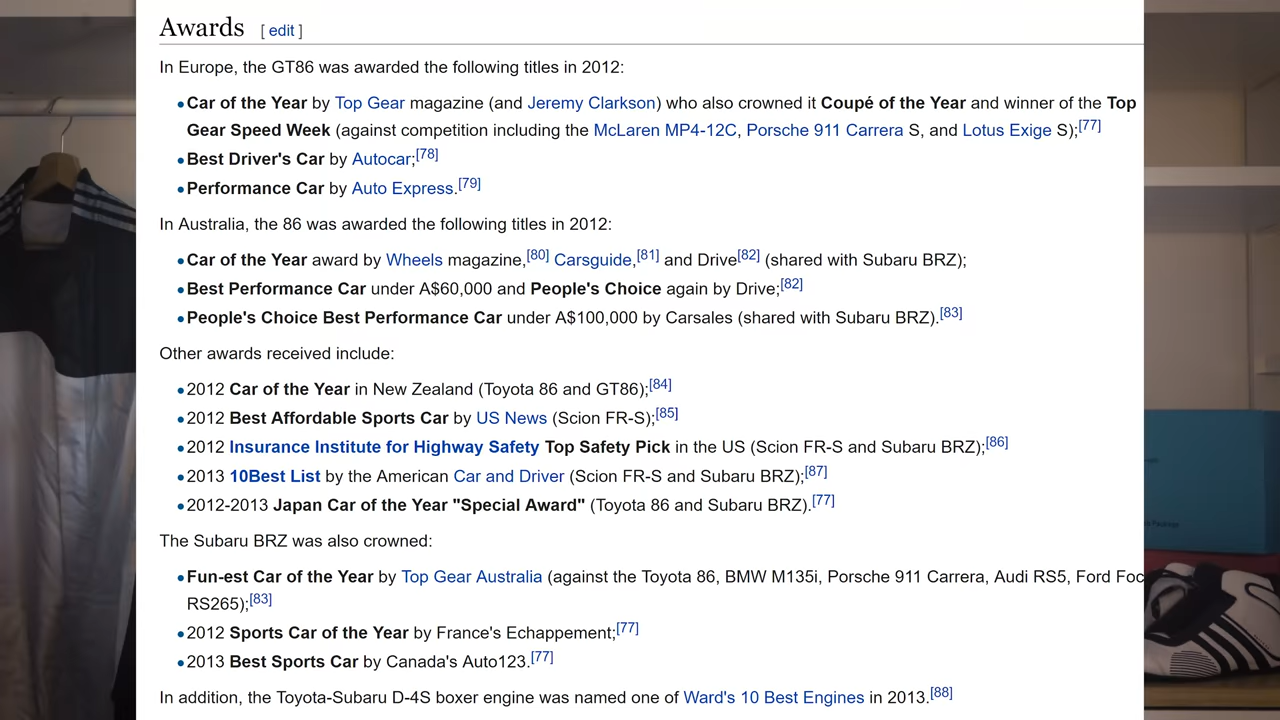 Awards [ edit ]
In Europe, the GT86 was awarded the following titles in 2012:
• Car of the Year by Top Gear magazine (and Jeremy Clarkson) who also crowned it Coupé of the Year and winner of the Top
Gear Speed Week (against competition including the McLaren MP4-12C, Porsche 911 Carrera S, and Lotus Exige S);[77]
• Best Driver's Car by Autocar;[78]
• Performance Car by Auto Express.[79]
In Australia, the 86 was awarded the following titles in 2012:
• Car of the Year award by Wheels magazine,[80] Carsguide,[81] and Drive[82] (shared with Subaru BRZ);
• Best Performance Car under A$60,000 and People's Choice again by Drive;[82]
• People's Choice Best Performance Car under A$100,000 by Carsales (shared with Subaru BRZ).[83]
Other awards received include:
• 2012 Car of the Year in New Zealand (Toyota 86 and GT86);[84]
• 2012 Best Affordable Sports Car by US News (Scion FR-S);[85]
• 2012 Insurance Institute for Highway Safety Top Safety Pick in the US (Scion FR-S and Subaru BRZ);[86]
• 2013 10Best List by the American Car and Driver (Scion FR-S and Subaru BRZ);[87]
• 2012-2013 Japan Car of the Year "Special Award" (Toyota 86 and Subaru BRZ).[77]
The Subaru BRZ was also crowned:
• Fun-est Car of the Year by Top Gear Australia (against the Toyota 86, BMW M135i, Porsche 911 Carrera, Audi RS5, Ford Foc
RS265);[83]
• 2012 Sports Car of the Year by France's Echappement;[77]
• 2013 Best Sports Car by Canada's Auto123.[77]
In addition, the Toyota-Subaru D-4S boxer engine was named one of Ward's 10 Best Engines in 2013.[88]